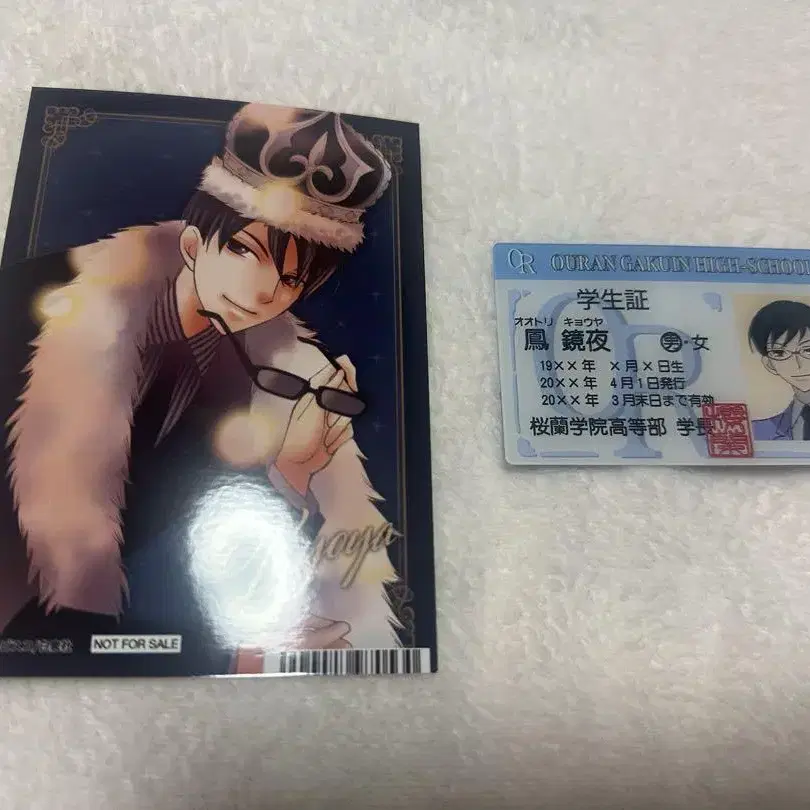 NOT FOR SALE
OR OURAN GAKUIN HIGH-SCHOOL
学生証
オオトリ キョウヤ
鳳 鏡夜 男・女
19××年 ×月×日生
20××年 4月1日発行
20××年 3月末日まで有効
桜蘭学院高等部 学長